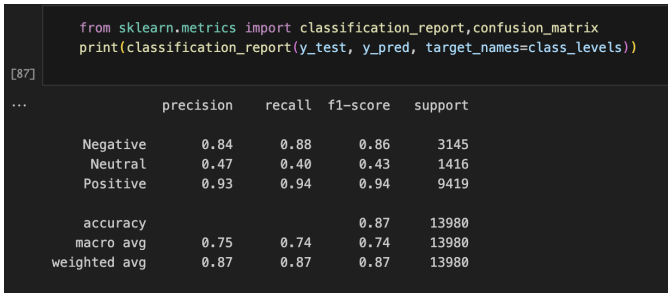 from sklearn.metrics import classification_report,confusion_matrix
print(classification_report(y_test, y_pred, target_names=class_levels))
[87]
...
precision recall f1-score support
Negative 0.84 0.88 0.86 3145
Neutral 0.47 0.40 0.43 1416
Positive 0.93 0.94 0.94 9419
accuracy 0.87 13980
macro avg 0.75 0.74 0.74 13980
weighted avg 0.87 0.87 0.87 13980